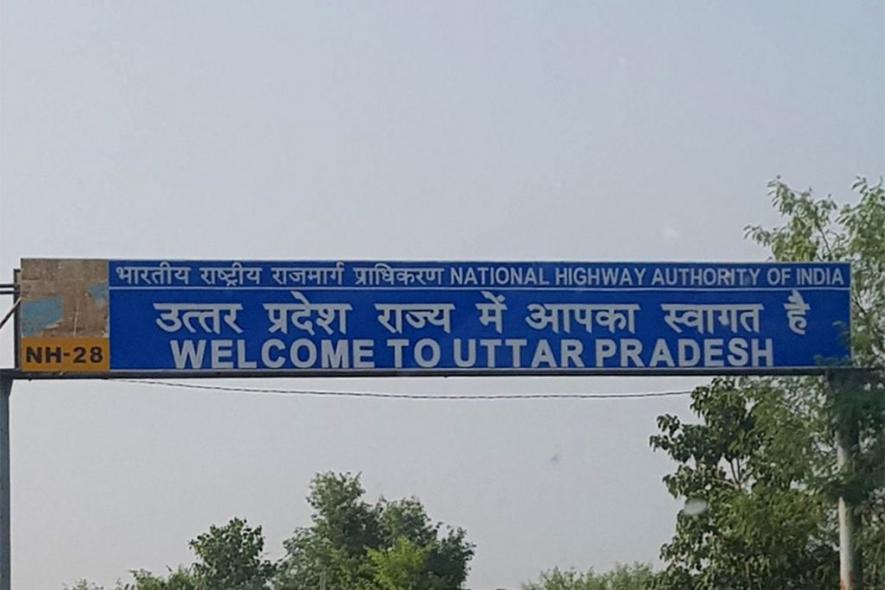 भारतीय राष्ट्रीय राजमार्ग प्राधिकरण NATIONAL HIGHWAY AUTHORITY OF INDIA
उत्तर प्रदेश राज्य में आपका स्वागत है
WELCOME TO UTTAR PRADESH
NH-28